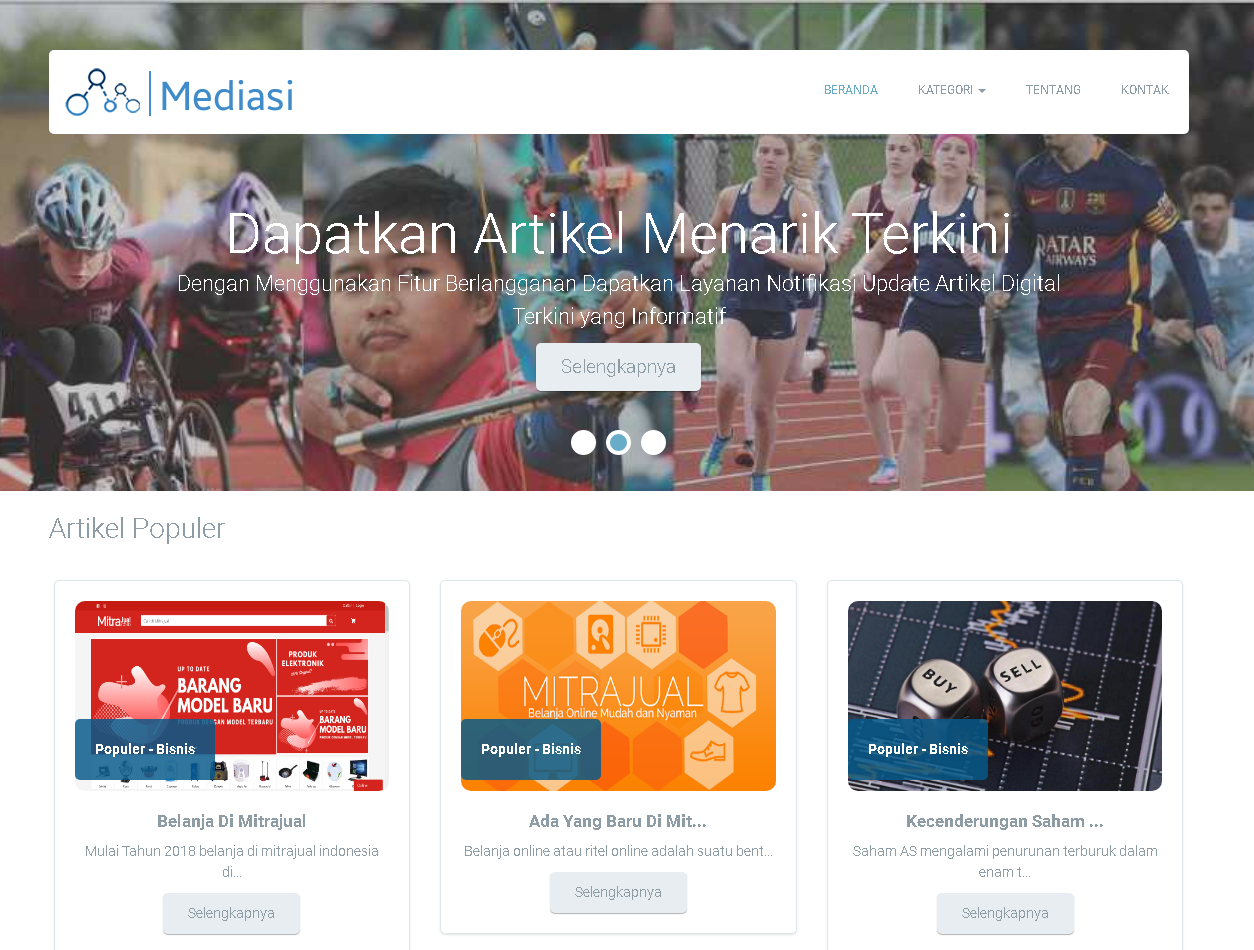 Mediasi
BERANDA
KATEGORI
TENTANG
KONTAK
Dapatkan Artikel Menarik Terkini
Dengan Menggunakan Fitur Berlangganan Dapatkan Layanan Notifikasi Update Artikel Digital
Terkini yang Informatif
Selengkapnya
411
QATAR
AIRWAYS
FCB
Artikel Populer
UP TO DATE
BARANG
MODEL BARU
PRODUK
ELEKTRONIK
BARANG
MODEL BARU
Populer - Bisnis
Belanja Di Mitrajual
Mulai Tahun 2018 belanja di mitrajual indonesia
di...
Selengkapnya
MITRAJUAL
Belanja Online Mudah dan Nyaman
Populer - Bisnis
Ada Yang Baru Di Mit...
Belanja online atau ritel online adalah suatu bent...
Selengkapnya
BUY
SELL
Populer - Bisnis
Kecenderungan Saham ...
Saham AS mengalami penurunan terburuk dalam
enam t...
Selengkapnya